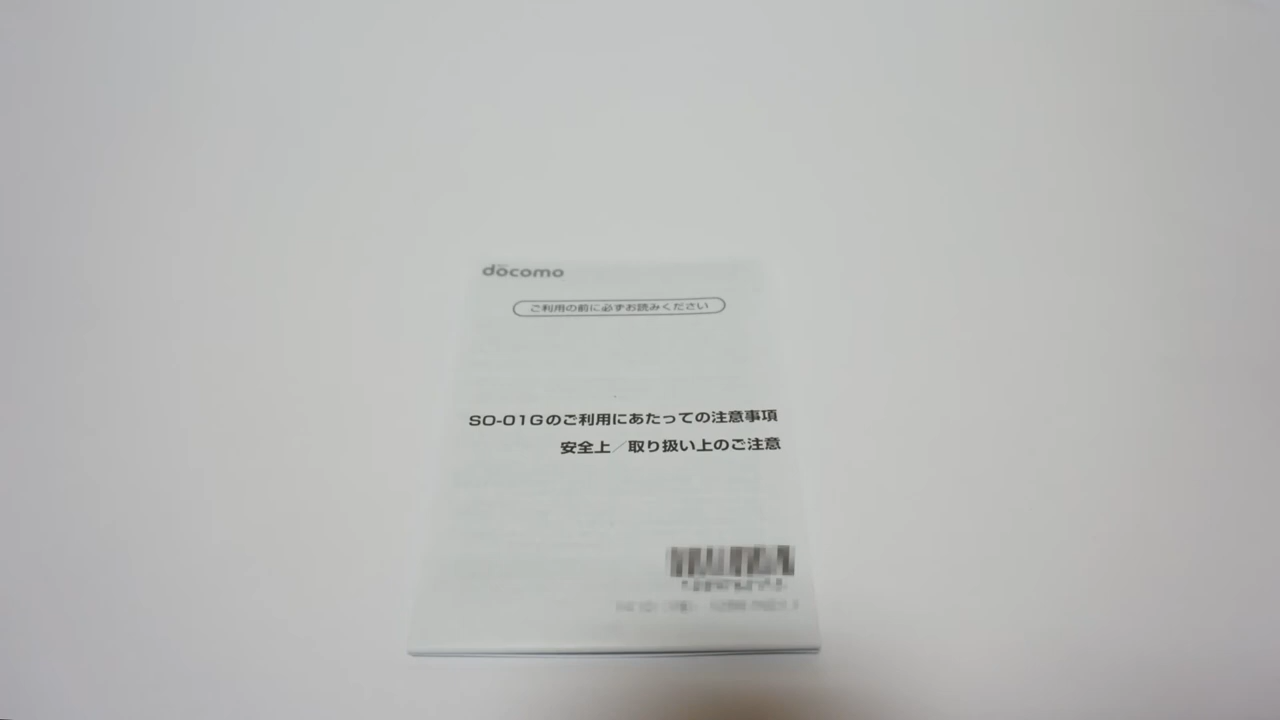 docomo
ご利用の前に必ずお読みください
SO-01Gのご利用にあたっての注意事項
安全上/取り扱い上のご注意